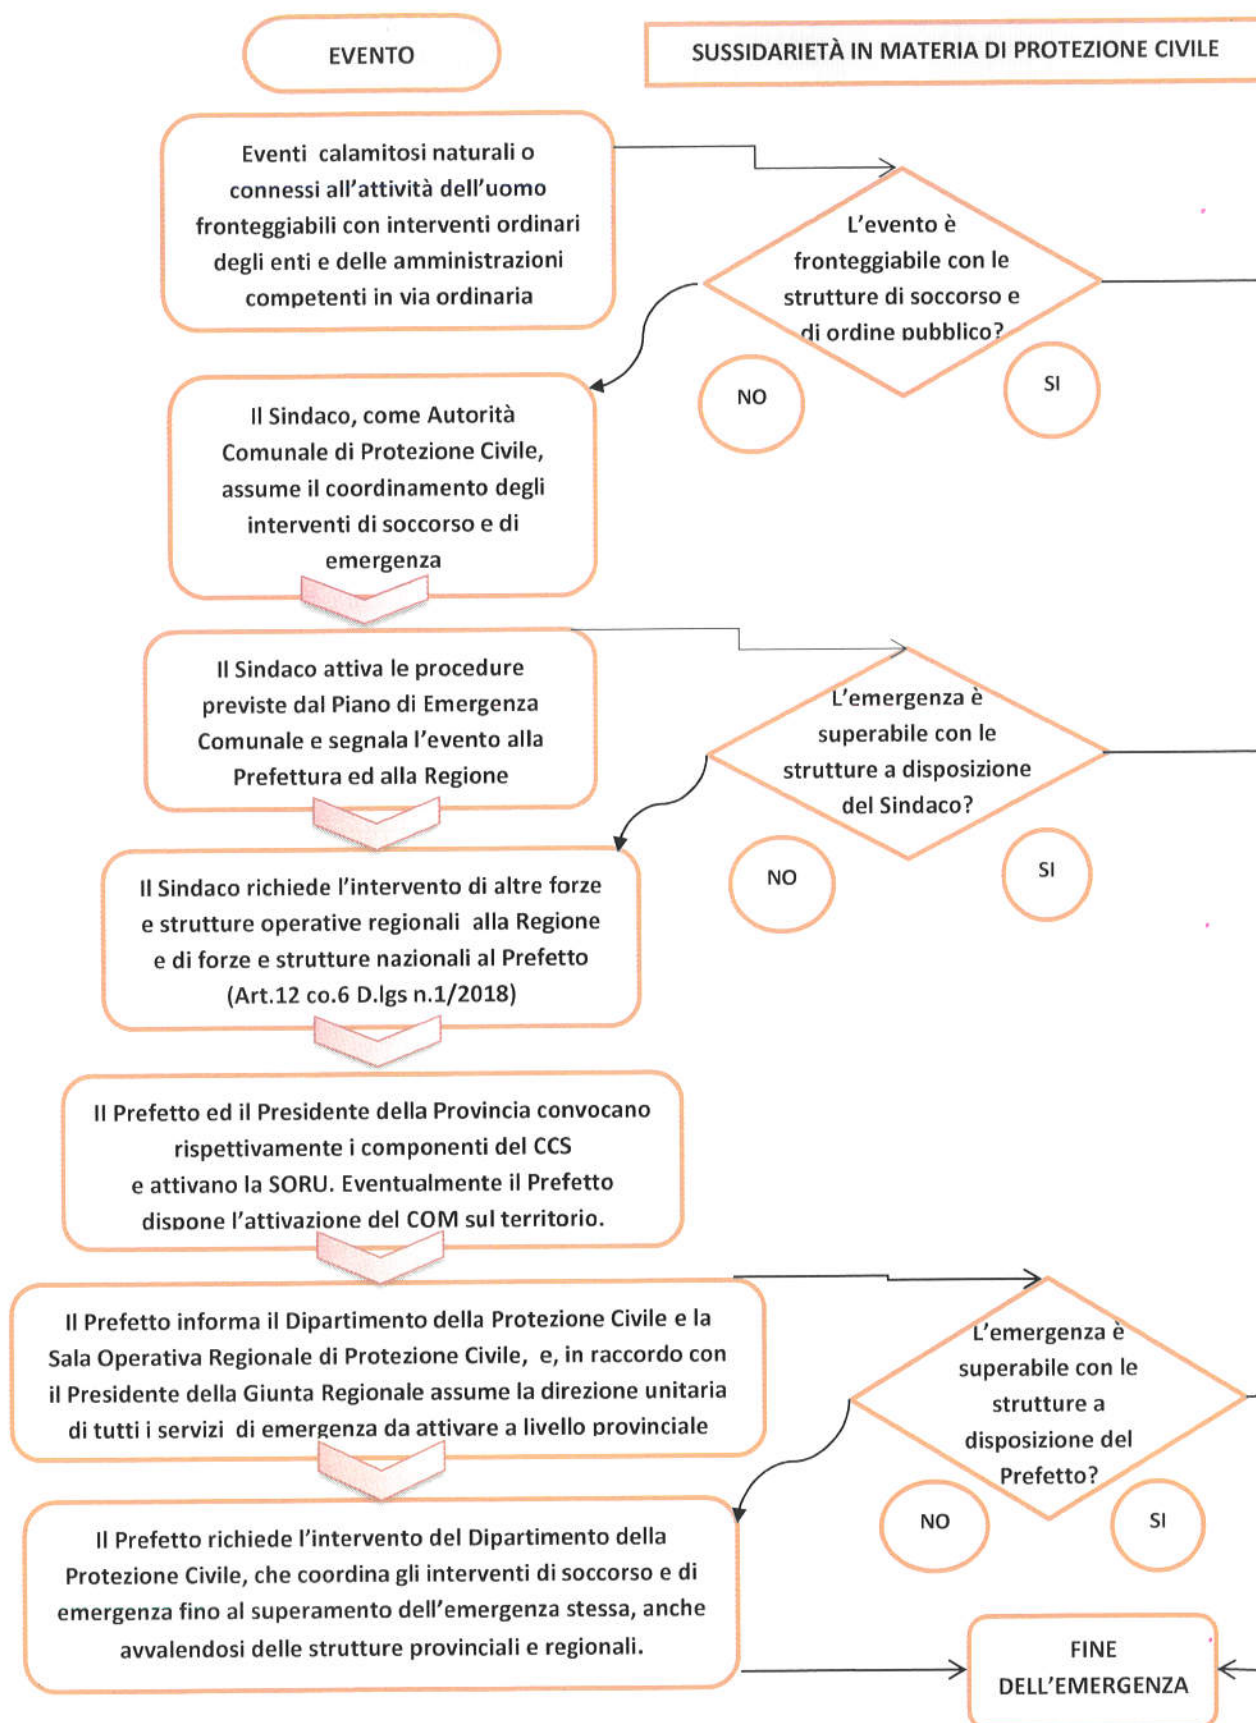 EVENTO
SUSSIDARIETÀ IN MATERIA DI PROTEZIONE CIVILE
Eventi calamitosi naturali o
connessi all'attività dell'uomo
fronteggiabili con interventi ordinari
degli enti e delle amministrazioni
competenti in via ordinaria
L'evento è
fronteggiabile con le
strutture di soccorso e
di ordine pubblico?
NO
SI
Il Sindaco, come Autorità
Comunale di Protezione Civile,
assume il coordinamento degli
interventi di soccorso e di
emergenza
Il Sindaco attiva le procedure
previste dal Piano di Emergenza
Comunale e segnala l'evento alla
Prefettura ed alla Regione
L'emergenza è
superabile con le
strutture a disposizione
del Sindaco?
NO
SI
Il Sindaco richiede l'intervento di altre forze
e strutture operative regionali alla Regione
e di forze e strutture nazionali al Prefetto
(Art.12 co.6 D.lgs n.1/2018)
Il Prefetto ed il Presidente della Provincia convocano
rispettivamente i componenti del CCS
e attivano la SORU. Eventualmente il Prefetto
dispone l'attivazione del COM sul territorio.
Il Prefetto informa il Dipartimento della Protezione Civile e la
Sala Operativa Regionale di Protezione Civile, e, in raccordo con
il Presidente della Giunta Regionale assume la direzione unitaria
di tutti i servizi di emergenza da attivare a livello provinciale
L'emergenza è
superabile con le
strutture a
disposizione del
Prefetto?
NO
SI
Il Prefetto richiede l'intervento del Dipartimento della
Protezione Civile, che coordina gli interventi di soccorso e di
emergenza fino al superamento dell'emergenza stessa, anche
avvalendosi delle strutture provinciali e regionali.
FINE
DELL'EMERGENZA